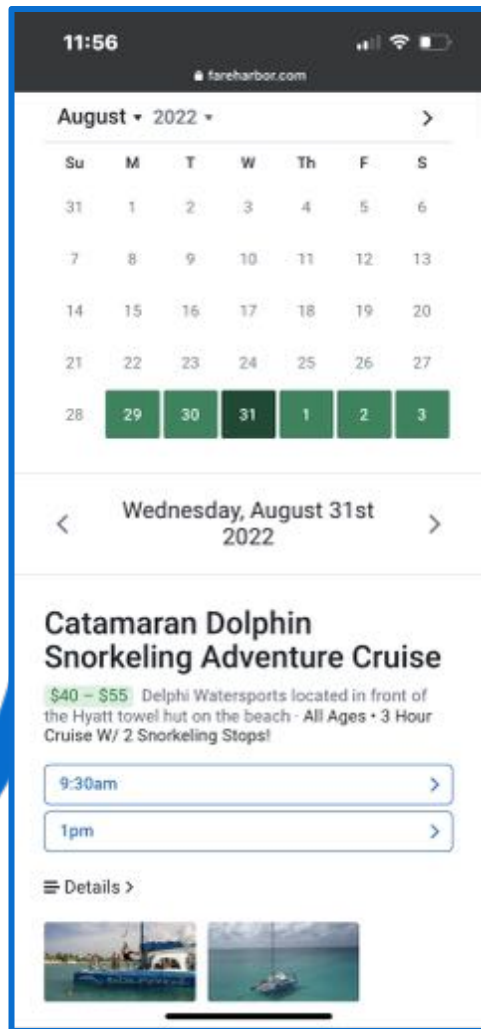 11:56
fareharbor.com
August 2022
Su M T W Th F S
31 1 2 3 4 5 6
7 8 9 10 11 12 13
14 15 16 17 18 19 20
21 22 23 24 25 26 27
28 29 30 31 1 2 3
Wednesday, August 31st
2022
Catamaran Dolphin
Snorkeling Adventure Cruise
$40 – $55 Delphi Watersports located in front of
the Hyatt towel hut on the beach · All Ages • 3 Hour
Cruise W/ 2 Snorkeling Stops!
9:30am
1pm
Details >